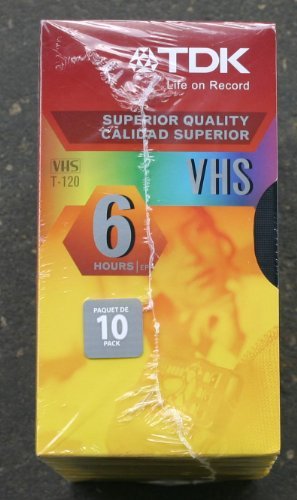 TDK
Life on Record
SUPERIOR QUALITY
CALIDAD SUPERIOR
VHS
T-120
VHS
6
HOURS|EP
PAQUET DE
10
PACK